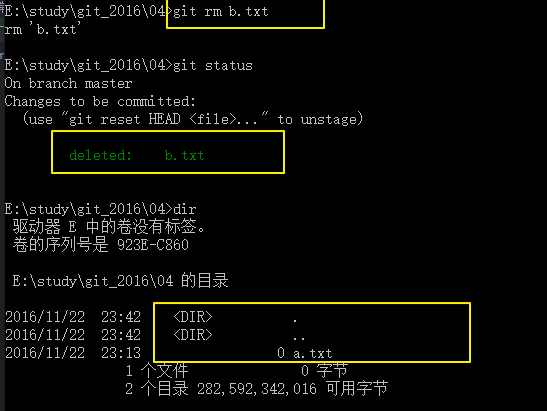 E:\study\git_2016\04>git rm b.txt
rm 'b.txt'
E:\study\git_2016\04>git status
On branch master
Changes to be committed:
(use "git reset HEAD <file>..." to unstage)
deleted: b.txt
E:\study\git_2016\04>dir
驱动器 E 中的卷没有标签。
卷的序列号是 923E-C860
E:\study\git_2016\04 的目录
2016/11/22 23:42 <DIR> .
2016/11/22 23:42 <DIR> ..
2016/11/22 23:13 0 a.txt
1 个文件 0 字节
2 个目录 282,592,342,016 可用字节